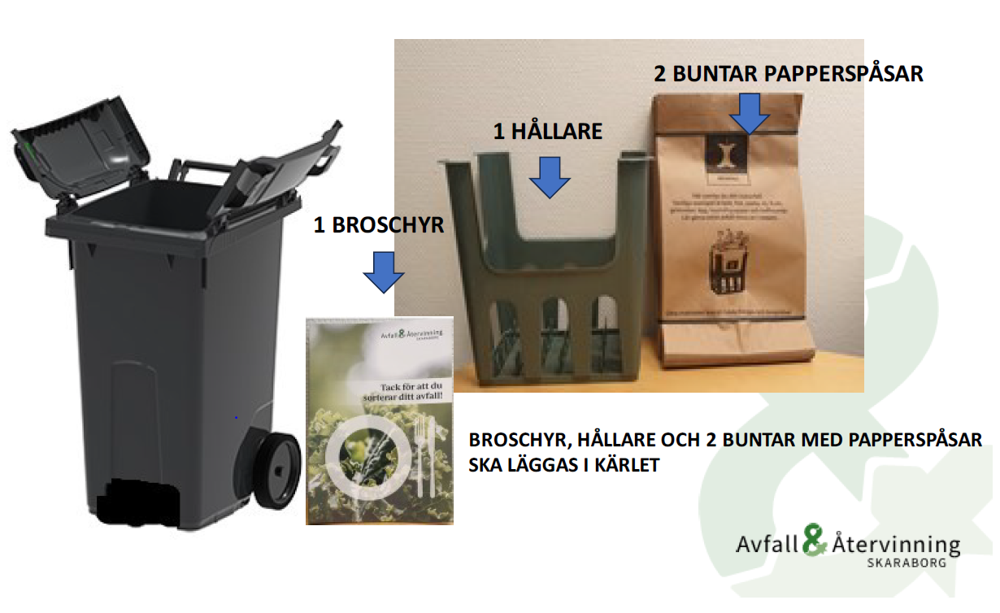 2 BUNTAR PAPPERSPÅSAR
1 HÅLLARE
1 BROSCHYR
Avfall & Återvinning
SKARABORG
Tack för att du
sorterar ditt avfall!
BROSCHYR, HÅLLARE OCH 2 BUNTAR MED PAPPERSPÅSAR
SKA LÄGGAS I KÄRLET
Avfall & Återvinning
SKARABORG